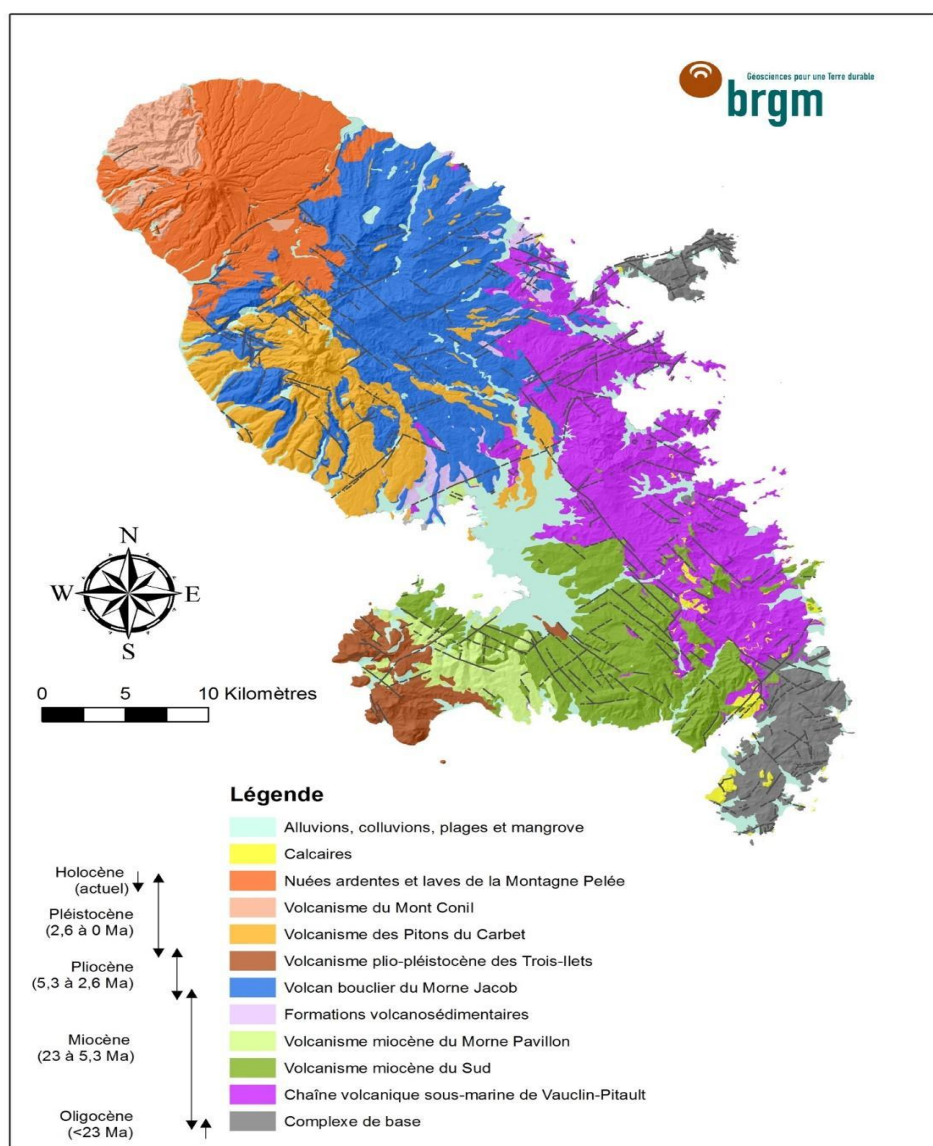 Géosciences pour une Terre durable
brgm
N
W E
S
0 5 10 Kilomètres
Légende
Alluvions, colluvions, plages et mangrove
Calcaires
Nuées ardentes et laves de la Montagne Pelée
Volcanisme du Mont Conil
Volcanisme des Pitons du Carbet
Volcanisme plio-pléistocène des Trois-Ilets
Volcan bouclier du Morne Jacob
Formations volcanosédimentaires
Volcanisme miocène du Morne Pavillon
Volcanisme miocène du Sud
Chaîne volcanique sous-marine de Vauclin-Pitault
Complexe de base
Holocène
(actuel)
Pléistocène
(2,6 à 0 Ma)
Pliocène
(5,3 à 2,6 Ma)
Miocène
(23 à 5,3 Ma)
Oligocène
(<23 Ma)